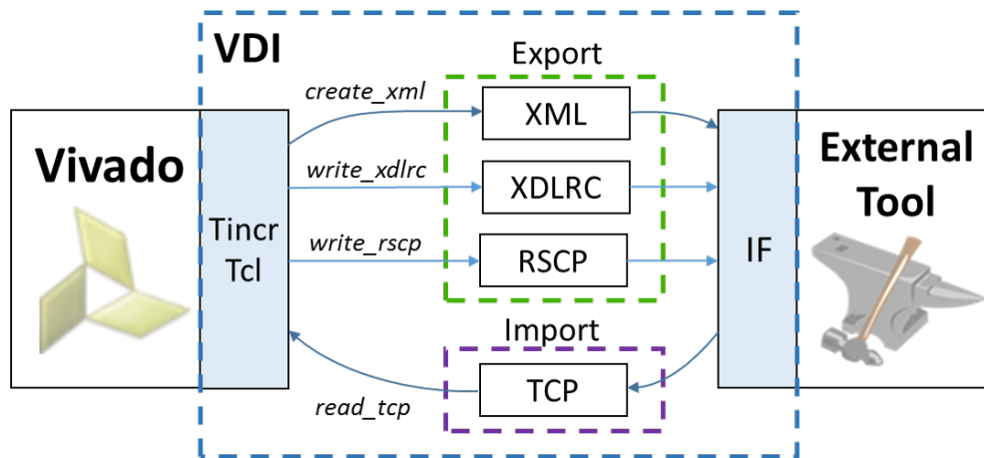 VDI
Export
create_xml
XML
Vivado
External
Tool
write_xdlrc
XDLRC
Tincr
Tcl
write_rscp
RSCP
IF
Import
read_tcp
TCP